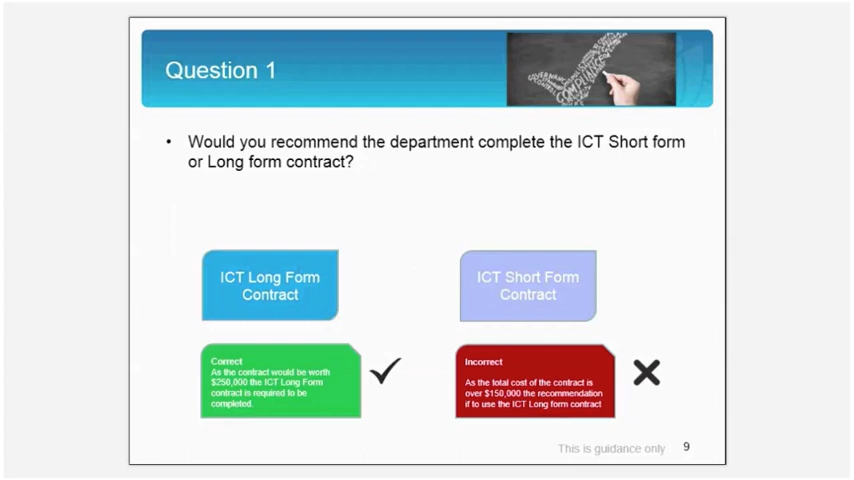 Question 1
GOVERNANCE
COMPLIANCE
• Would you recommend the department complete the ICT Short form
or Long form contract?
ICT Long Form
Contract
ICT Short Form
Contract
Correct
As the contract would be worth
$250,000 the ICT Long Form
contract is required to be
completed.
Incorrect
As the total cost of the contract is
over $150,000 the recommendation
if to use the ICT Long form contract
This is guidance only
9